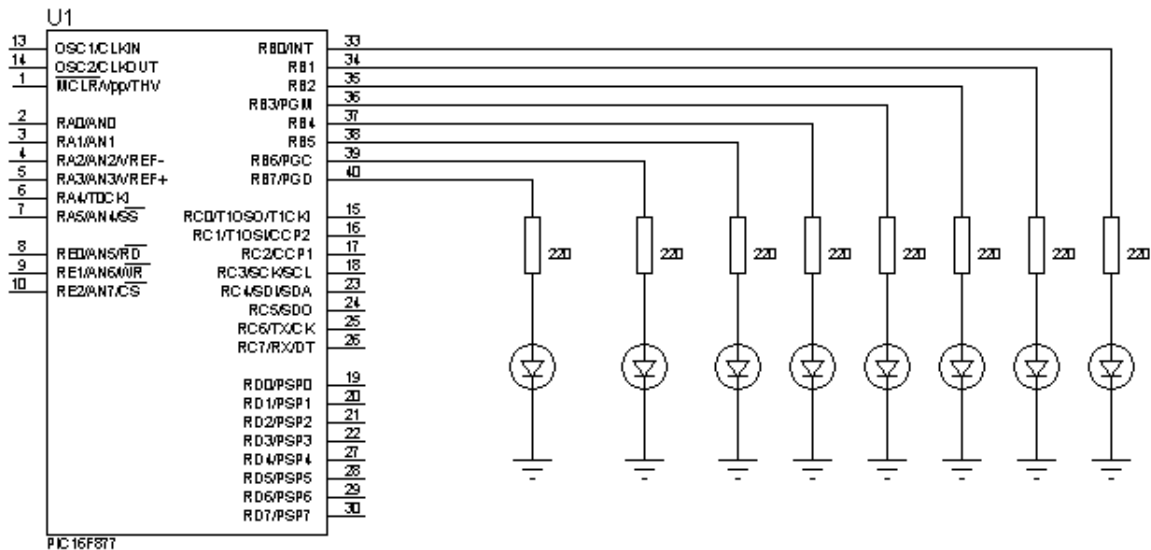 U1
13 OSC1/CLKIN RB0/INT 33
14 OSC2/CLKOUT RB1 34
1 MCLR/Vpp/THV RB2 35
RB3/PGM 36
2 RA0/AN0 RB4 37
3 RA1/AN1 RB5 38
4 RA2/AN2/VREF- RB6/PGC 39
5 RA3/AN3/VREF+ RB7/PGD 40
6 RA4/T0CKI
7 RA5/AN4/SS RC0/T1OSO/T1CKI 15
RC1/T1OSI/CCP2 16
8 RE0/AN5/RD RC2/CCP1 17
9 RE1/AN6/WR RC3/SCK/SCL 18
10 RE2/AN7/CS RC4/SDI/SDA 23
RC5/SDO 24
RC6/TX/CK 25
RC7/RX/DT 26
RD0/PSP0 19
RD1/PSP1 20
RD2/PSP2 21
RD3/PSP3 22
RD4/PSP4 27
RD5/PSP5 28
RD6/PSP6 29
RD7/PSP7 30
PIC16F877
220 220 220 220 220 220 220 220